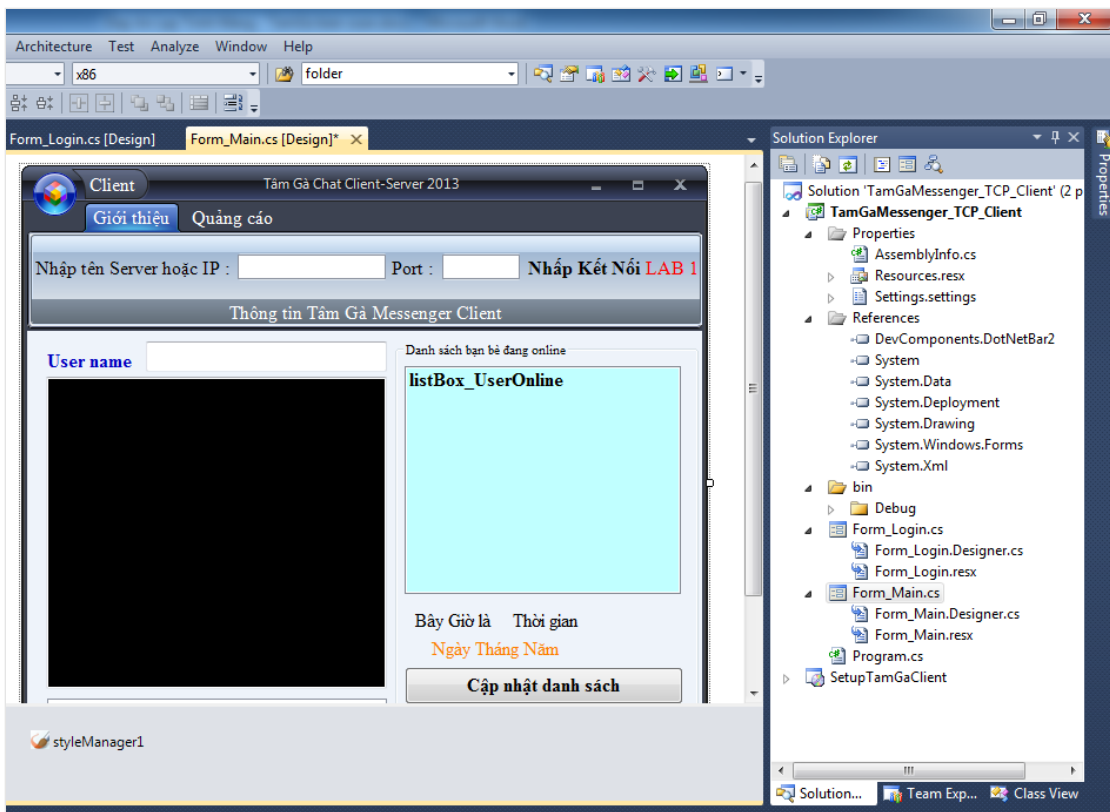 Architecture Test Analyze Window Help
x86 folder
Form_Login.cs [Design] Form_Main.cs [Design]*
Client Tâm Gà Chat Client-Server 2013
Giới thiệu Quảng cáo
Nhập tên Server hoặc IP : Port : Nhấp Kết Nối LAB 1
Thông tin Tâm Gà Messenger Client
User name
Danh sách bạn bè đang online
listBox_UserOnline
Bây Giờ là Thời gian
Ngày Tháng Năm
Cập nhật danh sách
styleManager1
Solution Explorer
Solution 'TamGaMessenger_TCP_Client' (2 p
TamGaMessenger_TCP_Client
Properties
AssemblyInfo.cs
Resources.resx
Settings.settings
References
DevComponents.DotNetBar2
System
System.Data
System.Deployment
System.Drawing
System.Windows.Forms
System.Xml
bin
Debug
Form_Login.cs
Form_Login.Designer.cs
Form_Login.resx
Form_Main.cs
Form_Main.Designer.cs
Form_Main.resx
Program.cs
SetupTamGaClient
Solution... Team Exp... Class View
Properties